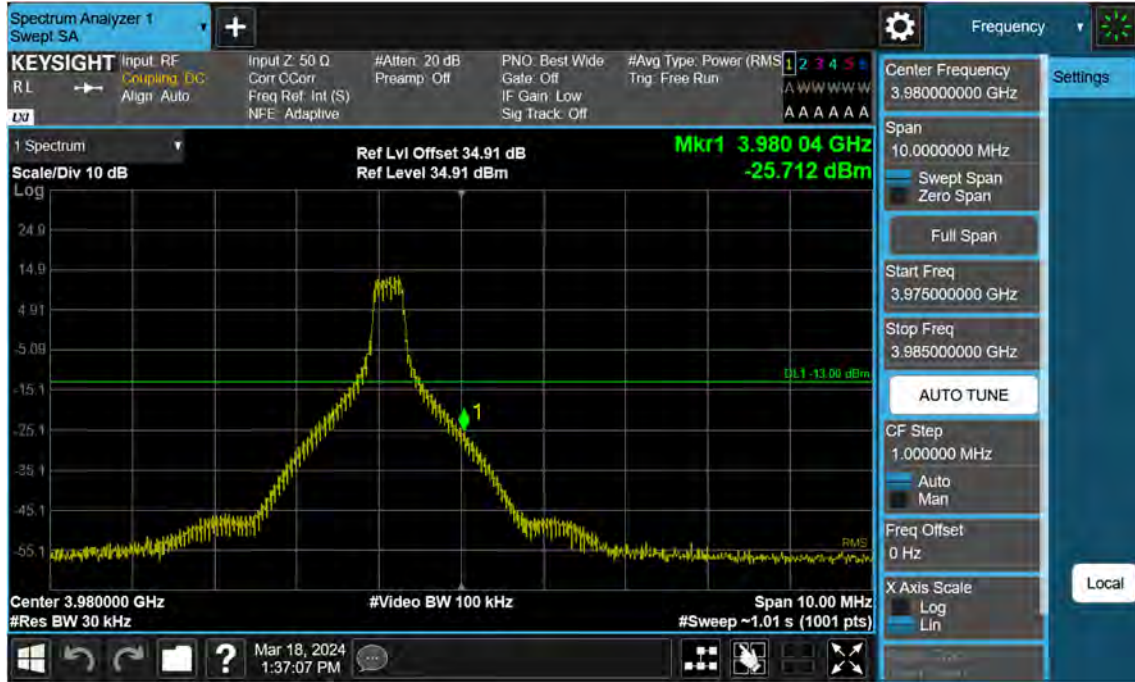 Spectrum Analyzer 1
Swept SA
+
Frequency
KEYSIGHT
RL
LXI
Input: RF
Coupling: DC
Align: Auto
Input Z: 50 Ω
Corr CCorr
Freq Ref: Int (S)
NFE: Adaptive
#Atten: 20 dB
Preamp: Off
PNO: Best Wide
Gate: Off
IF Gain: Low
Sig Track: Off
#Avg Type: Power (RMS
Trig: Free Run
1 2 3 4 5 6
A W W W W W
A A A A A A
1 Spectrum
Scale/Div 10 dB
Log
Ref Lvl Offset 34.91 dB
Ref Level 34.91 dBm
Mkr1 3.980 04 GHz
-25.712 dBm
24.9
14.9
4.91
-5.09
-15.1
-25.1
-35.1
-45.1
-55.1
DL1 -13.00 dBm
1
RMS
Center 3.980000 GHz
#Res BW 30 kHz
#Video BW 100 kHz
Span 10.00 MHz
#Sweep ~1.01 s (1001 pts)
?
Mar 18, 2024
1:37:07 PM
Center Frequency
3.980000000 GHz
Settings
Span
10.0000000 MHz
Swept Span
Zero Span
Full Span
Start Freq
3.975000000 GHz
Stop Freq
3.985000000 GHz
AUTO TUNE
CF Step
1.000000 MHz
Auto
Man
Freq Offset
0 Hz
X Axis Scale
Log
Lin
Local